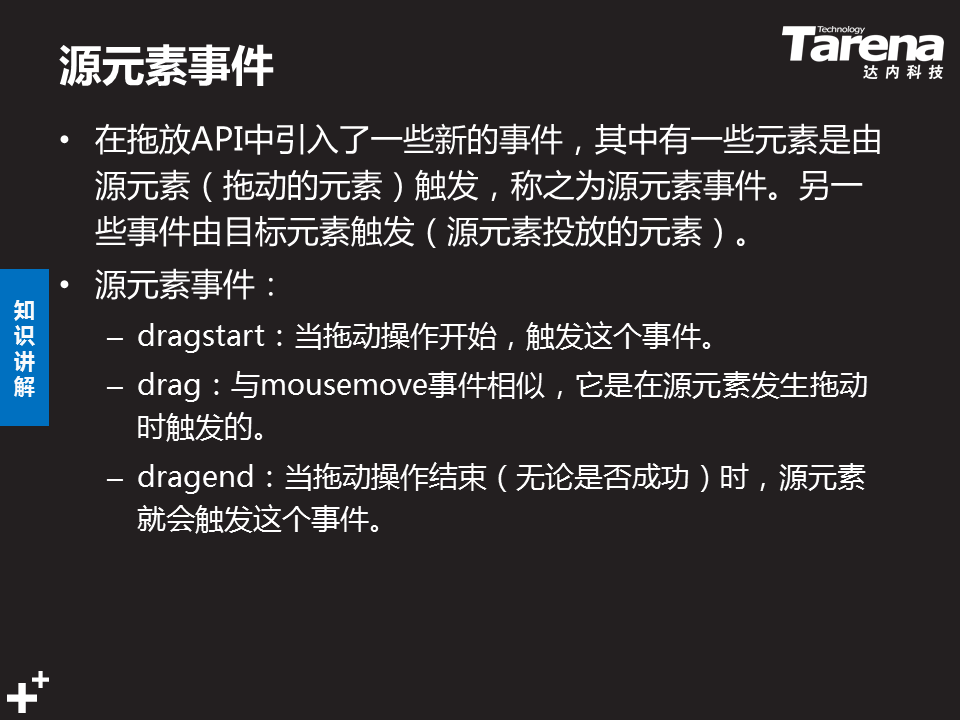 源元素事件
Technology
Tarena
达内科技
• 在拖放API中引入了一些新的事件，其中有一些元素是由
源元素（拖动的元素）触发，称之为源元素事件。另一
些事件由目标元素触发（源元素投放的元素）。
• 源元素事件：
– dragstart：当拖动操作开始，触发这个事件。
– drag：与mousemove事件相似，它是在源元素发生拖动
时触发的。
– dragend：当拖动操作结束（无论是否成功）时，源元素
就会触发这个事件。
知
识
讲
解